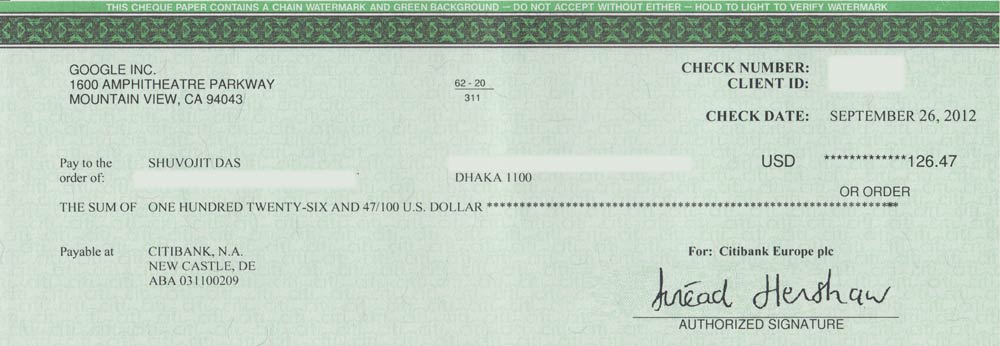 THIS CHEQUE PAPER CONTAINS A CHAIN WATERMARK AND GREEN BACKGROUND — DO NOT ACCEPT WITHOUT EITHER — HOLD TO LIGHT TO VERIFY WATERMARK
GOOGLE INC.
1600 AMPHITHEATRE PARKWAY
MOUNTAIN VIEW, CA 94043
62 - 20
311
CHECK NUMBER:
CLIENT ID:
CHECK DATE: SEPTEMBER 26, 2012
Pay to the order of: SHUVOJIT DAS
DHAKA 1100
USD *************126.47
OR ORDER
THE SUM OF ONE HUNDRED TWENTY-SIX AND 47/100 U.S. DOLLAR ******************************************************************
Payable at CITIBANK, N.A.
NEW CASTLE, DE
ABA 031100209
For: Citibank Europe plc
Hershaw
AUTHORIZED SIGNATURE